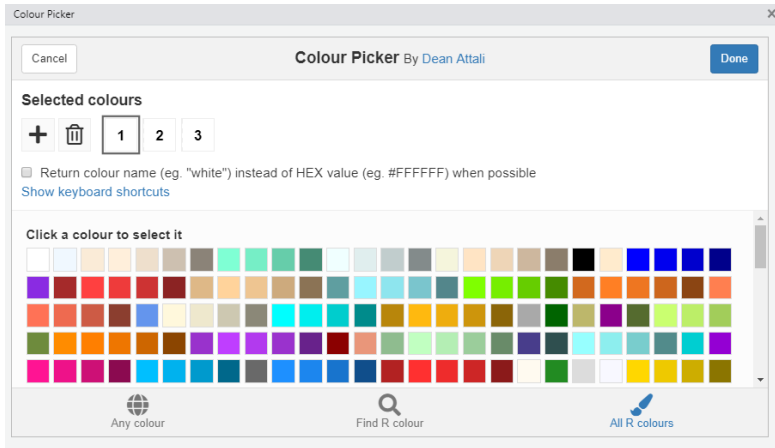 Colour Picker
Cancel
Colour Picker By Dean Attali
Done
Selected colours
1 2 3
Return colour name (eg. "white") instead of HEX value (eg. #FFFFFF) when possible
Show keyboard shortcuts
Click a colour to select it
Any colour
Find R colour
All R colours